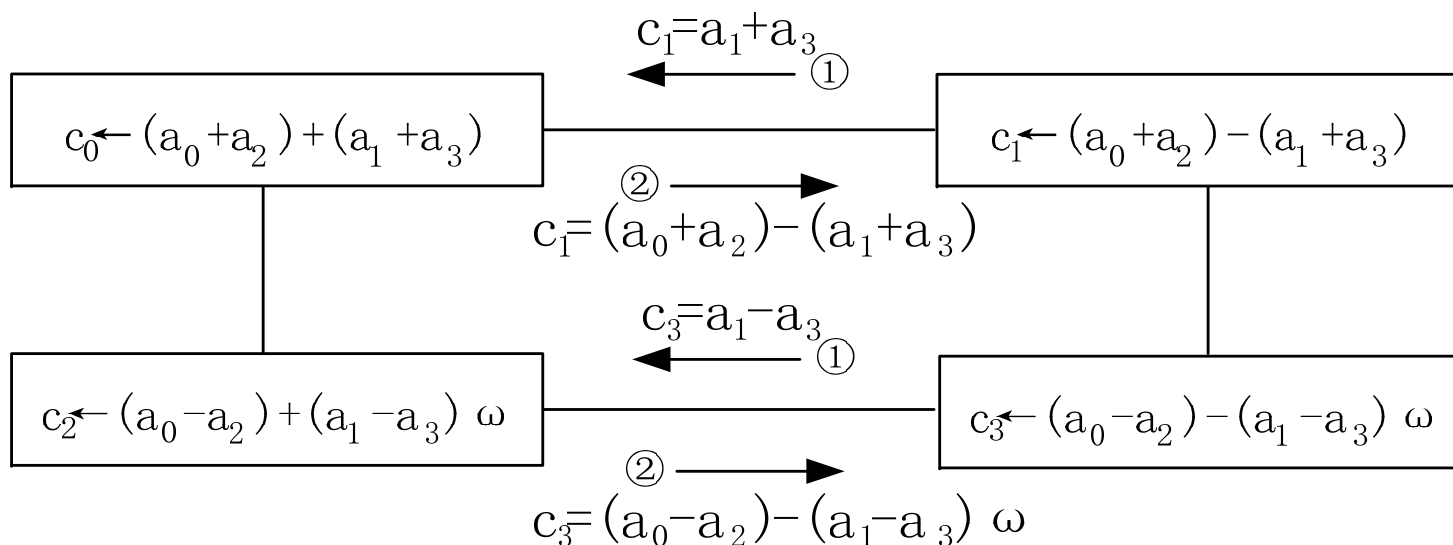 c₁=a₁+a₃
①
c₀←(a₀+a₂)+(a₁+a₃)
c₁←(a₀+a₂)-(a₁+a₃)
②
c₁=(a₀+a₂)-(a₁+a₃)
c₃=a₁-a₃
①
c₂←(a₀-a₂)+(a₁-a₃) ω
c₃←(a₀-a₂)-(a₁-a₃) ω
②
c₃=(a₀-a₂)-(a₁-a₃) ω